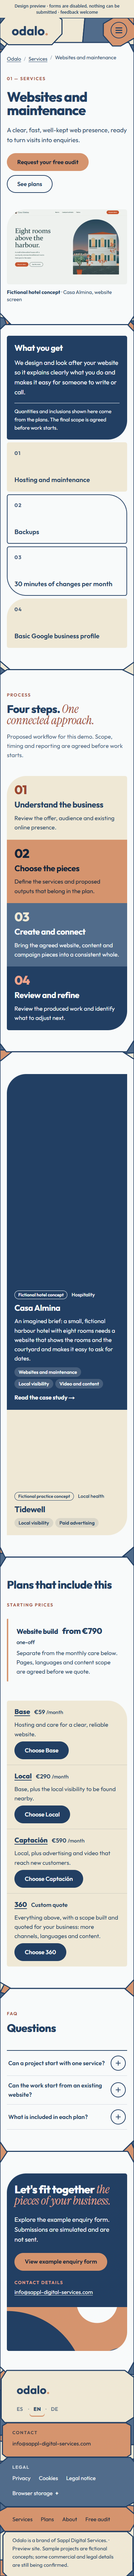 Design preview · forms are disabled, nothing can be
submitted · feedback welcome
odalo.
Odalo / Services / Websites and maintenance
01 — SERVICES
Websites and
maintenance
A clear, fast, well-kept web presence, ready
to turn visits into enquiries.
Request your free audit
See plans
Eight rooms
above the
harbour.
Fictional hotel concept · Casa Almina, website
screen
What you get
We design and look after your website
so it explains clearly what you do and
makes it easy for someone to write or
call.
Quantities and inclusions shown here come
from the plans. The final scope is agreed
before work starts.
01
Hosting and maintenance
02
Backups
03
30 minutes of changes per month
04
Basic Google business profile
PROCESS
Four steps. One
connected approach.
Proposed workflow for this demo. Scope,
timing and reporting are agreed before work
starts.
01
Understand the business
Review the offer, audience and existing
online presence.
02
Choose the pieces
Define the services and proposed
outputs that belong in the plan.
03
Create and connect
Bring the agreed website, content and
campaign pieces into a consistent whole.
04
Review and refine
Review the produced work and identify
what to adjust next.
Fictional hotel concept Hospitality
Casa Almina
An imagined brief: a small, fictional
harbour hotel with eight rooms needs a
website that shows the rooms and the
courtyard and makes it easy to ask for
dates.
Websites and maintenance
Local visibility Video and content
Read the case study →
Fictional practice concept Local health
Tidewell
Local visibility Paid advertising
Plans that include this
STARTING PRICES
Website build from €790
one-off
Separate from the monthly care below.
Pages, languages and content scope
are agreed before we quote.
Base €59 /month
Hosting and care for a clear, reliable
website.
Choose Base
Local €290 /month
Base, plus the local visibility to be found
nearby.
Choose Local
Captación €590 /month
Local, plus advertising and video that
reach new customers.
Choose Captación
360 Custom quote
Everything above, with a scope built and
quoted for your business: more
channels, languages and content.
Choose 360
FAQ
Questions
Can a project start with one service? +
Can the work start from an existing
website? +
What is included in each plan? +
Let's fit together the
pieces of your business.
Explore the example enquiry form.
Submissions are simulated and are
not sent.
View example enquiry form
CONTACT DETAILS
info@sappl-digital-services.com
odalo.
ES EN DE
CONTACT
info@sappl-digital-services.com
LEGAL
Privacy Cookies Legal notice
Browser storage +
Services Plans About Free audit
Odalo is a brand of Sappl Digital Services. ·
Preview site. Sample projects are fictional
concepts; some commercial and legal details
are still being confirmed.